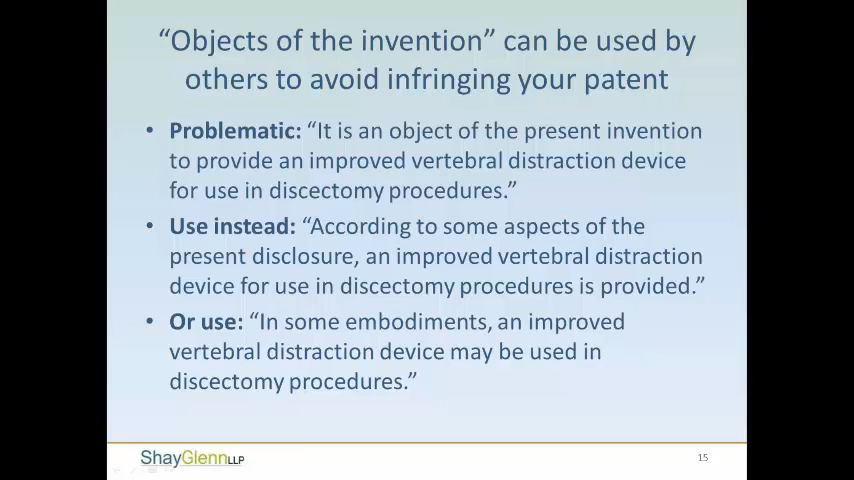 “Objects of the invention” can be used by
others to avoid infringing your patent
• Problematic: “It is an object of the present invention
to provide an improved vertebral distraction device
for use in discectomy procedures.”
• Use instead: “According to some aspects of the
present disclosure, an improved vertebral distraction
device for use in discectomy procedures is provided.”
• Or use: “In some embodiments, an improved
vertebral distraction device may be used in
discectomy procedures.”
ShayGlennLLP
15